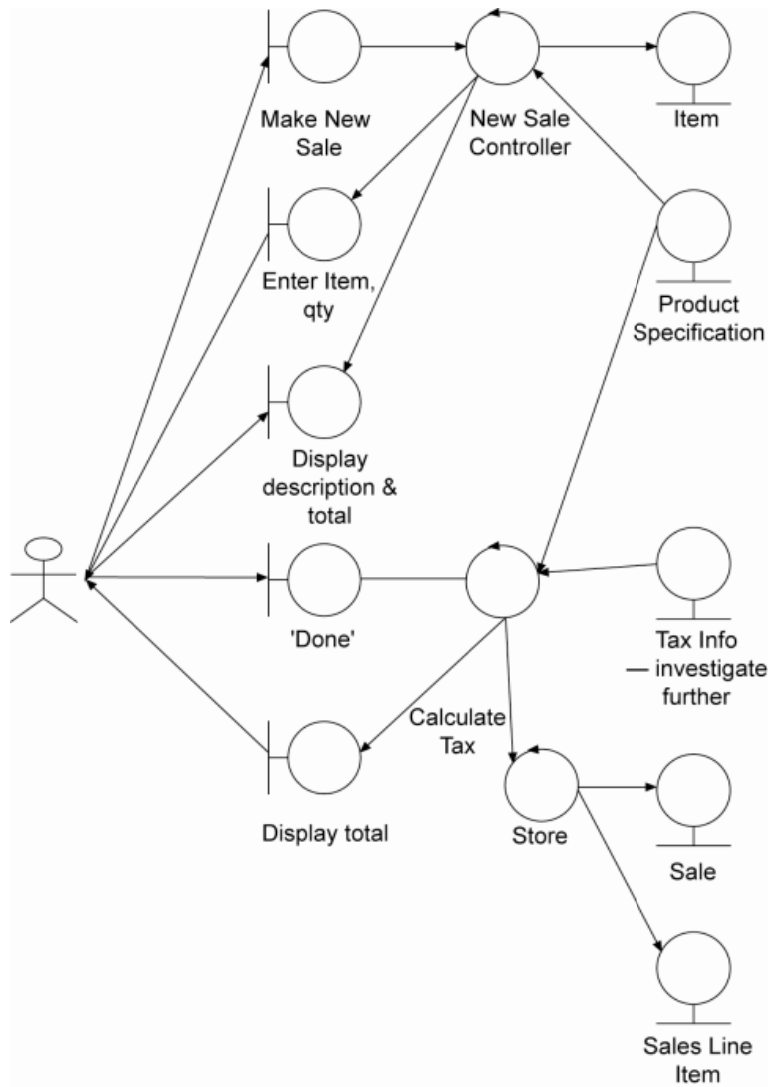 Make New
Sale
New Sale
Controller
Item
Enter Item,
qty
Product
Specification
Display
description &
total
'Done'
Tax Info
— investigate
further
Calculate
Tax
Display total
Store
Sale
Sales Line
Item